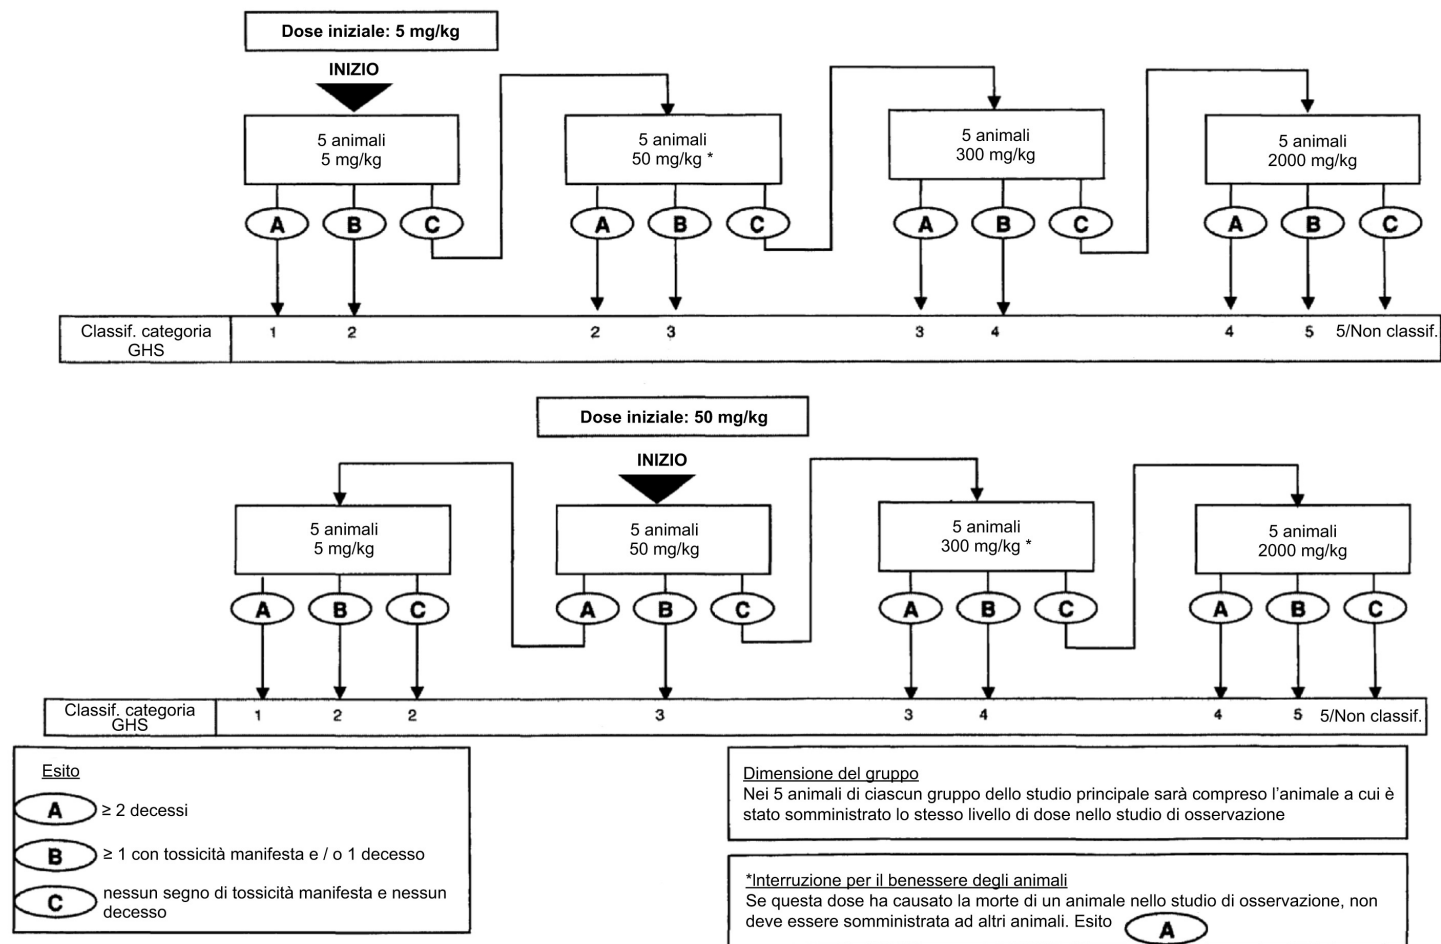 Dose iniziale: 5 mg/kg
INIZIO
5 animali
5 mg/kg
5 animali
50 mg/kg *
5 animali
300 mg/kg
5 animali
2000 mg/kg
A B C A B C A B C A B C
Classif. categoria
GHS
1 2 2 3 3 4 4 5 5/Non classif.
Dose iniziale: 50 mg/kg
INIZIO
5 animali
5 mg/kg
5 animali
50 mg/kg
5 animali
300 mg/kg *
5 animali
2000 mg/kg
A B C A B C A B C A B C
Classif. categoria
GHS
1 2 2 3 3 4 4 5 5/Non classif.
Esito
A ≥ 2 decessi
B ≥ 1 con tossicità manifesta e / o 1 decesso
C nessun segno di tossicità manifesta e nessun
decesso
Dimensione del gruppo
Nei 5 animali di ciascun gruppo dello studio principale sarà compreso l'animale a cui è
stato somministrato lo stesso livello di dose nello studio di osservazione
*Interruzione per il benessere degli animali
Se questa dose ha causato la morte di un animale nello studio di osservazione, non
deve essere somministrata ad altri animali. Esito A